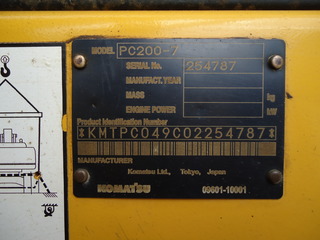 MODEL PC200-7
SERIAL NO. 254787
MANUFACT. YEAR
MASS kg
ENGINE POWER kW
Product Identification Number
*KMTPC049C02254787*
MANUFACTURER
Komatsu Ltd., Tokyo, Japan
KOMATSU 09601-10001